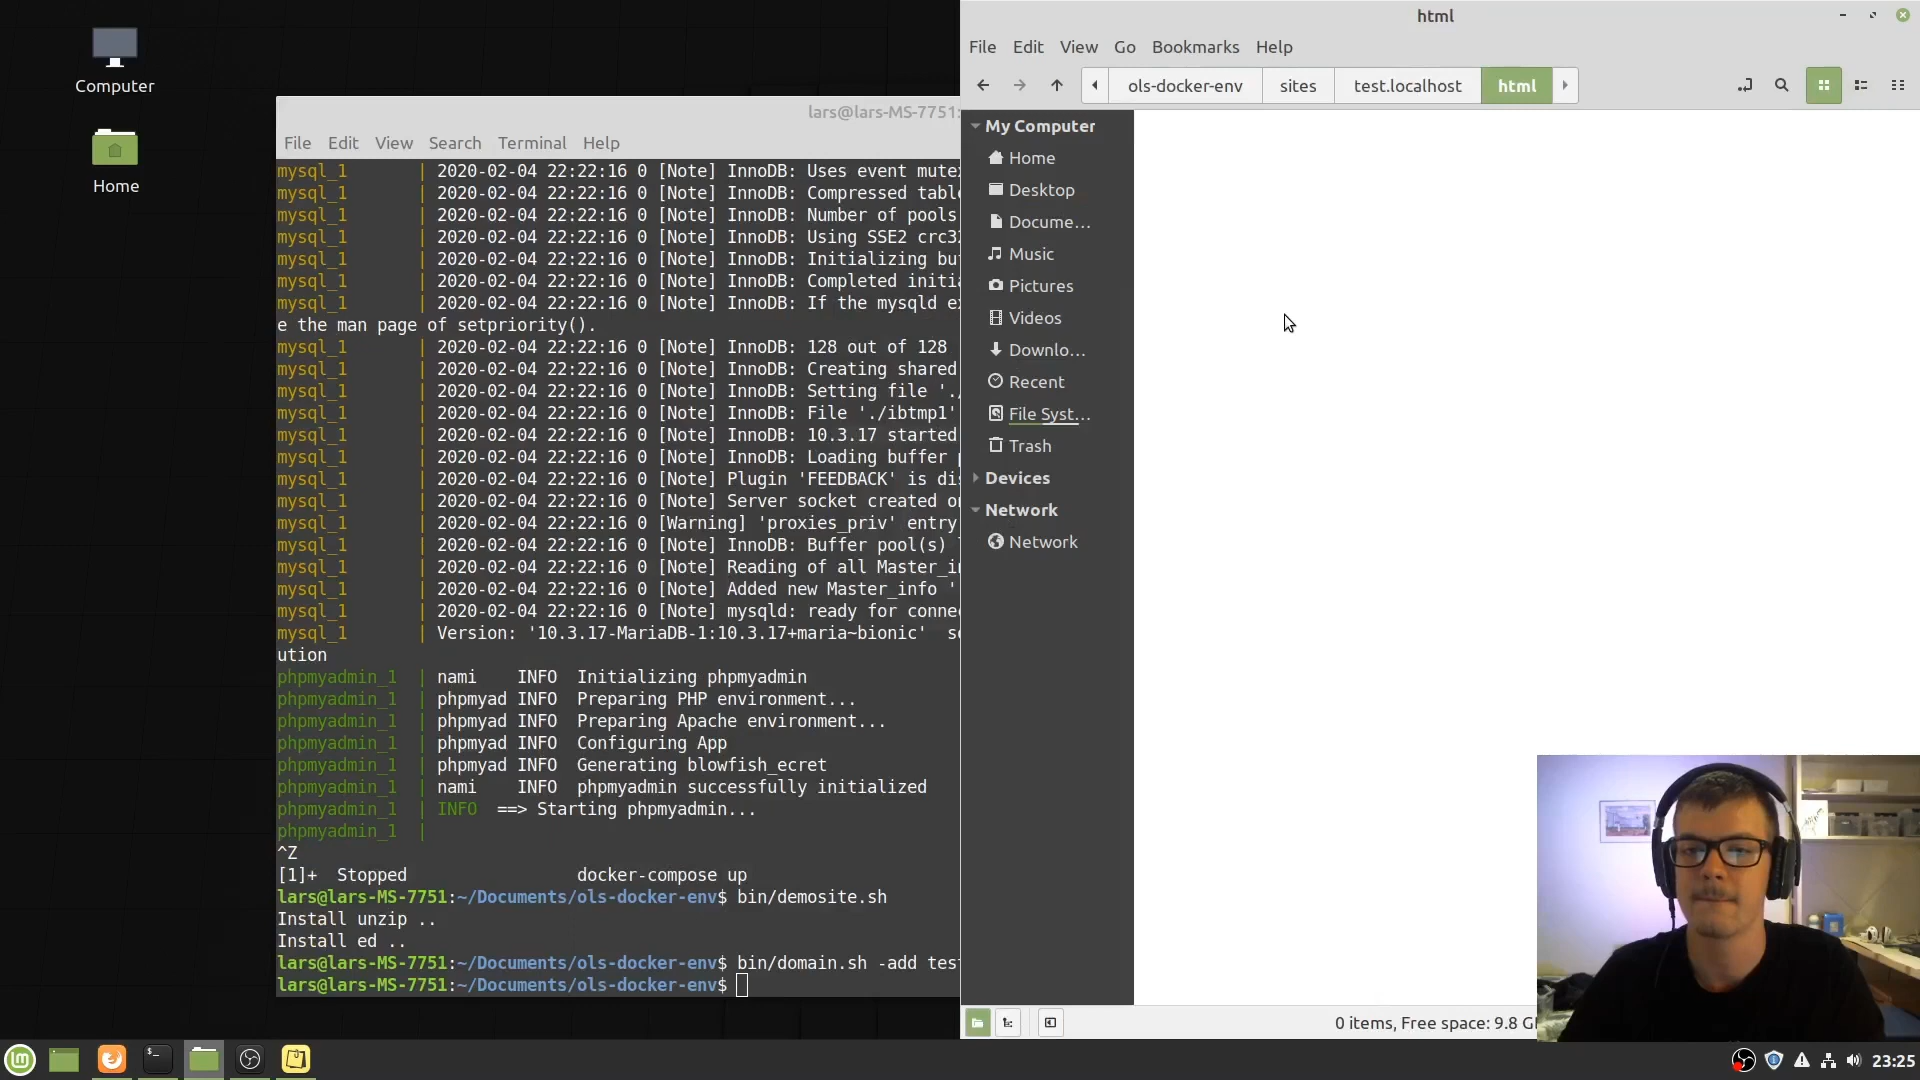 Computer
Home
lars@lars-MS-7751:
File Edit View Search Terminal Help
mysql_1 | 2020-02-04 22:22:16 0 [Note] InnoDB: Uses event mutex
mysql_1 | 2020-02-04 22:22:16 0 [Note] InnoDB: Compressed tabl
mysql_1 | 2020-02-04 22:22:16 0 [Note] InnoDB: Number of pools
mysql_1 | 2020-02-04 22:22:16 0 [Note] InnoDB: Using SSE2 crc32
mysql_1 | 2020-02-04 22:22:16 0 [Note] InnoDB: Initializing buf
mysql_1 | 2020-02-04 22:22:16 0 [Note] InnoDB: Completed initia
mysql_1 | 2020-02-04 22:22:16 0 [Note] InnoDB: If the mysqld ex
e the man page of setpriority().
mysql_1 | 2020-02-04 22:22:16 0 [Note] InnoDB: 128 out of 128
mysql_1 | 2020-02-04 22:22:16 0 [Note] InnoDB: Creating shared
mysql_1 | 2020-02-04 22:22:16 0 [Note] InnoDB: Setting file './
mysql_1 | 2020-02-04 22:22:16 0 [Note] InnoDB: File './ibtmp1'
mysql_1 | 2020-02-04 22:22:16 0 [Note] InnoDB: 10.3.17 started
mysql_1 | 2020-02-04 22:22:16 0 [Note] InnoDB: Loading buffer p
mysql_1 | 2020-02-04 22:22:16 0 [Note] Plugin 'FEEDBACK' is dis
mysql_1 | 2020-02-04 22:22:16 0 [Note] Server socket created on
mysql_1 | 2020-02-04 22:22:16 0 [Warning] 'proxies_priv' entry
mysql_1 | 2020-02-04 22:22:16 0 [Note] InnoDB: Buffer pool(s) l
mysql_1 | 2020-02-04 22:22:16 0 [Note] Reading of all Master_in
mysql_1 | 2020-02-04 22:22:16 0 [Note] Added new Master_info '
mysql_1 | 2020-02-04 22:22:16 0 [Note] mysqld: ready for connec
mysql_1 | Version: '10.3.17-MariaDB-1:10.3.17+maria~bionic' so
ution
phpmyadmin_1 | nami INFO Initializing phpmyadmin
phpmyadmin_1 | phpmyad INFO Preparing PHP environment...
phpmyadmin_1 | phpmyad INFO Preparing Apache environment...
phpmyadmin_1 | phpmyad INFO Configuring App
phpmyadmin_1 | phpmyad INFO Generating blowfish_ecret
phpmyadmin_1 | nami INFO phpmyadmin successfully initialized
phpmyadmin_1 | INFO ==> Starting phpmyadmin...
phpmyadmin_1 |
^Z
[1]+ Stopped docker-compose up
lars@lars-MS-7751:~/Documents/ols-docker-env$ bin/demosite.sh
Install unzip ..
Install ed ..
lars@lars-MS-7751:~/Documents/ols-docker-env$ bin/domain.sh -add test
lars@lars-MS-7751:~/Documents/ols-docker-env$
html
File Edit View Go Bookmarks Help
ols-docker-env sites test.localhost html
My Computer
Home
Desktop
Docume...
Music
Pictures
Videos
Downlo...
Recent
File Syst...
Trash
Devices
Network
Network
0 items, Free space: 9.8 G
23:25